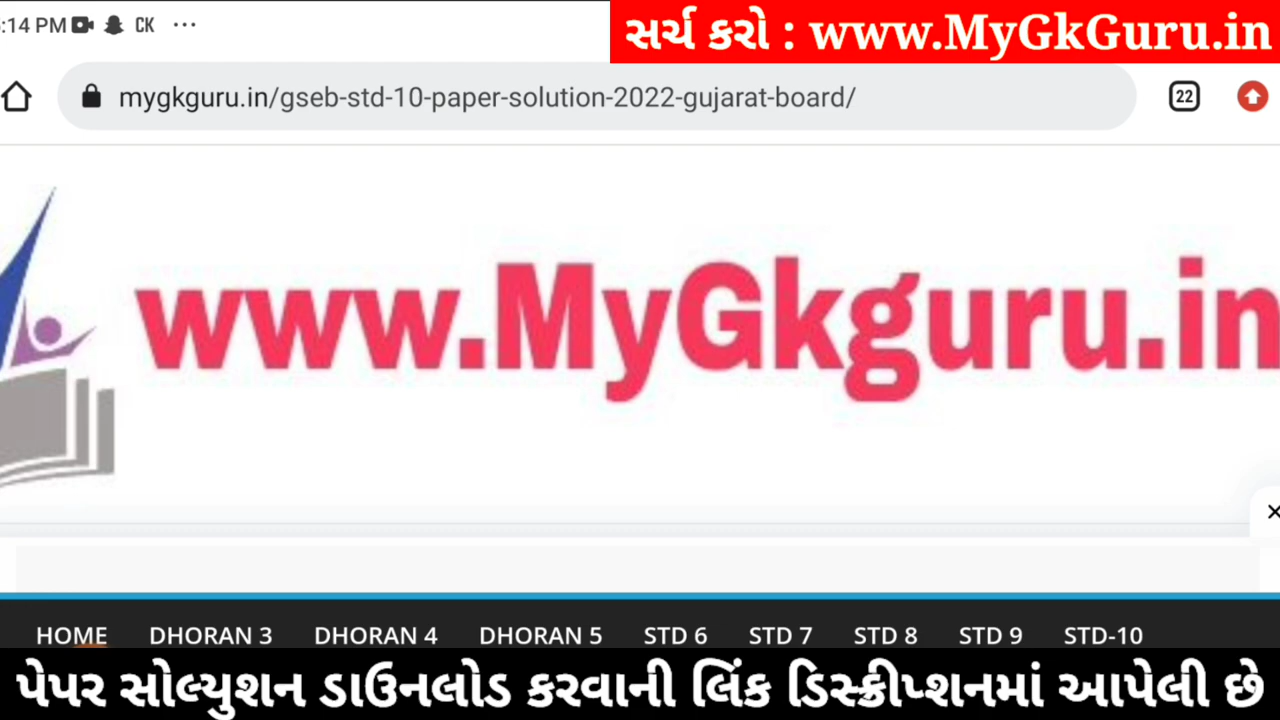 :14 PM CK ...
સર્ચ કરો : www.MyGkGuru.in
mygkguru.in/gseb-std-10-paper-solution-2022-gujarat-board/
22
www.MyGkguru.in
HOME DHORAN 3 DHORAN 4 DHORAN 5 STD 6 STD 7 STD 8 STD 9 STD-10
પેપર સોલ્યુશન ડાઉનલોડ કરવાની લિંક ડિસ્ક્રીપ્શનમાં આપેલી છે